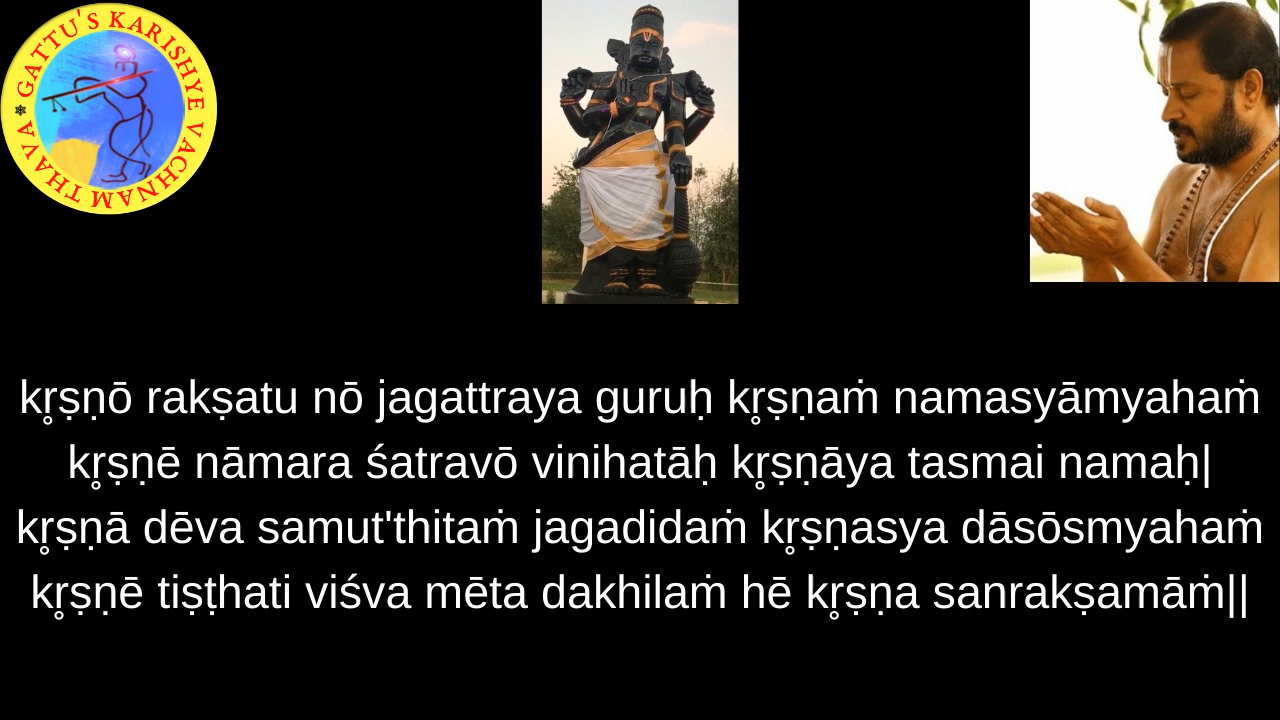 GATTU'S KARISHYE VACHNAM THAVA
kr̥ṣṇō rakṣatu nō jagattraya guruḥ kr̥ṣṇaṁ namasyāmyahaṁ
kr̥ṣṇē nāmara śatravō vinihatāḥ kr̥ṣṇāya tasmai namaḥ|
kr̥ṣṇā dēva samut'thitaṁ jagadidaṁ kr̥ṣṇasya dāsōsmyahaṁ
kr̥ṣṇē tiṣṭhati viśva mēta dakhilaṁ hē kr̥ṣṇa sanrakṣamāṁ||